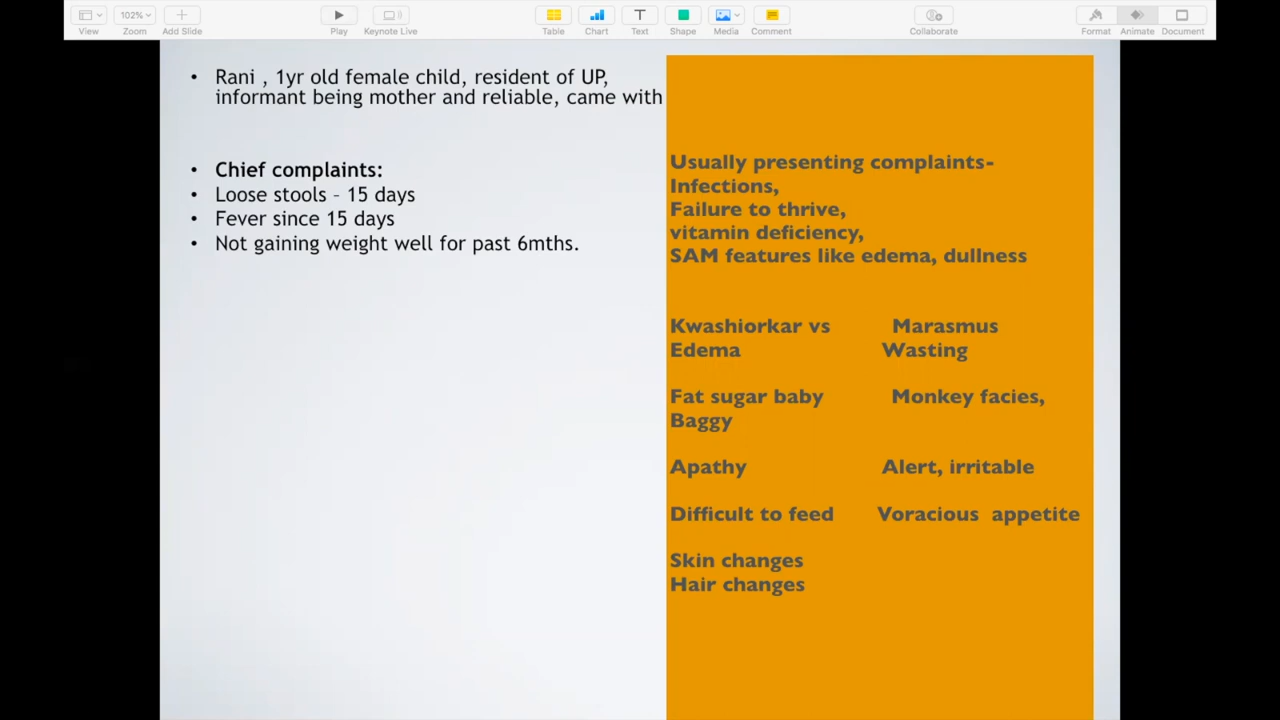 View
Zoom
Add Slide
Play
Keynote Live
Table
Chart
Text
Shape
Media
Comment
Collaborate
Format
Animate
Document
102%
• Rani , 1yr old female child, resident of UP,
informant being mother and reliable, came with
• Chief complaints:
• Loose stools – 15 days
• Fever since 15 days
• Not gaining weight well for past 6mths.
Usually presenting complaints-
Infections,
Failure to thrive,
vitamin deficiency,
SAM features like edema, dullness
Kwashiorkar vs Marasmus
Edema Wasting
Fat sugar baby Monkey facies,
Baggy
Apathy Alert, irritable
Difficult to feed Voracious appetite
Skin changes
Hair changes